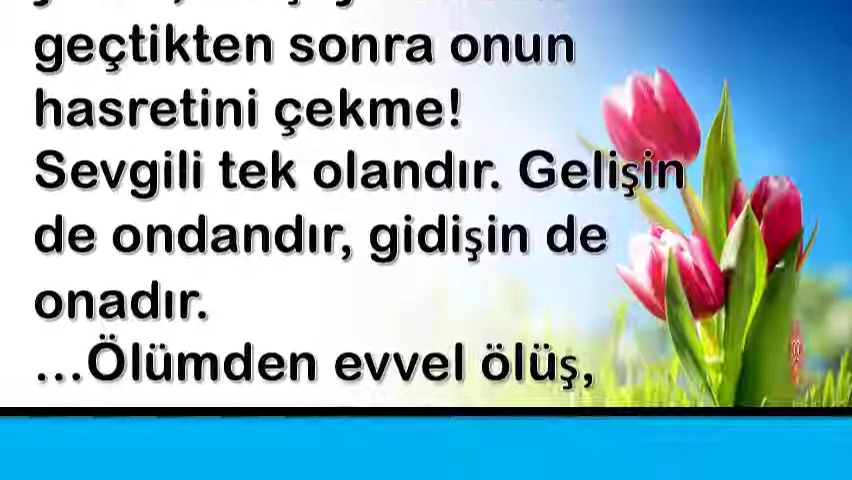 geçtikten sonra onun
hasretini çekme!
Sevgili tek olandır. Gelişin
de ondandır, gidişin de
onadır.
...Ölümden evvel ölüş,